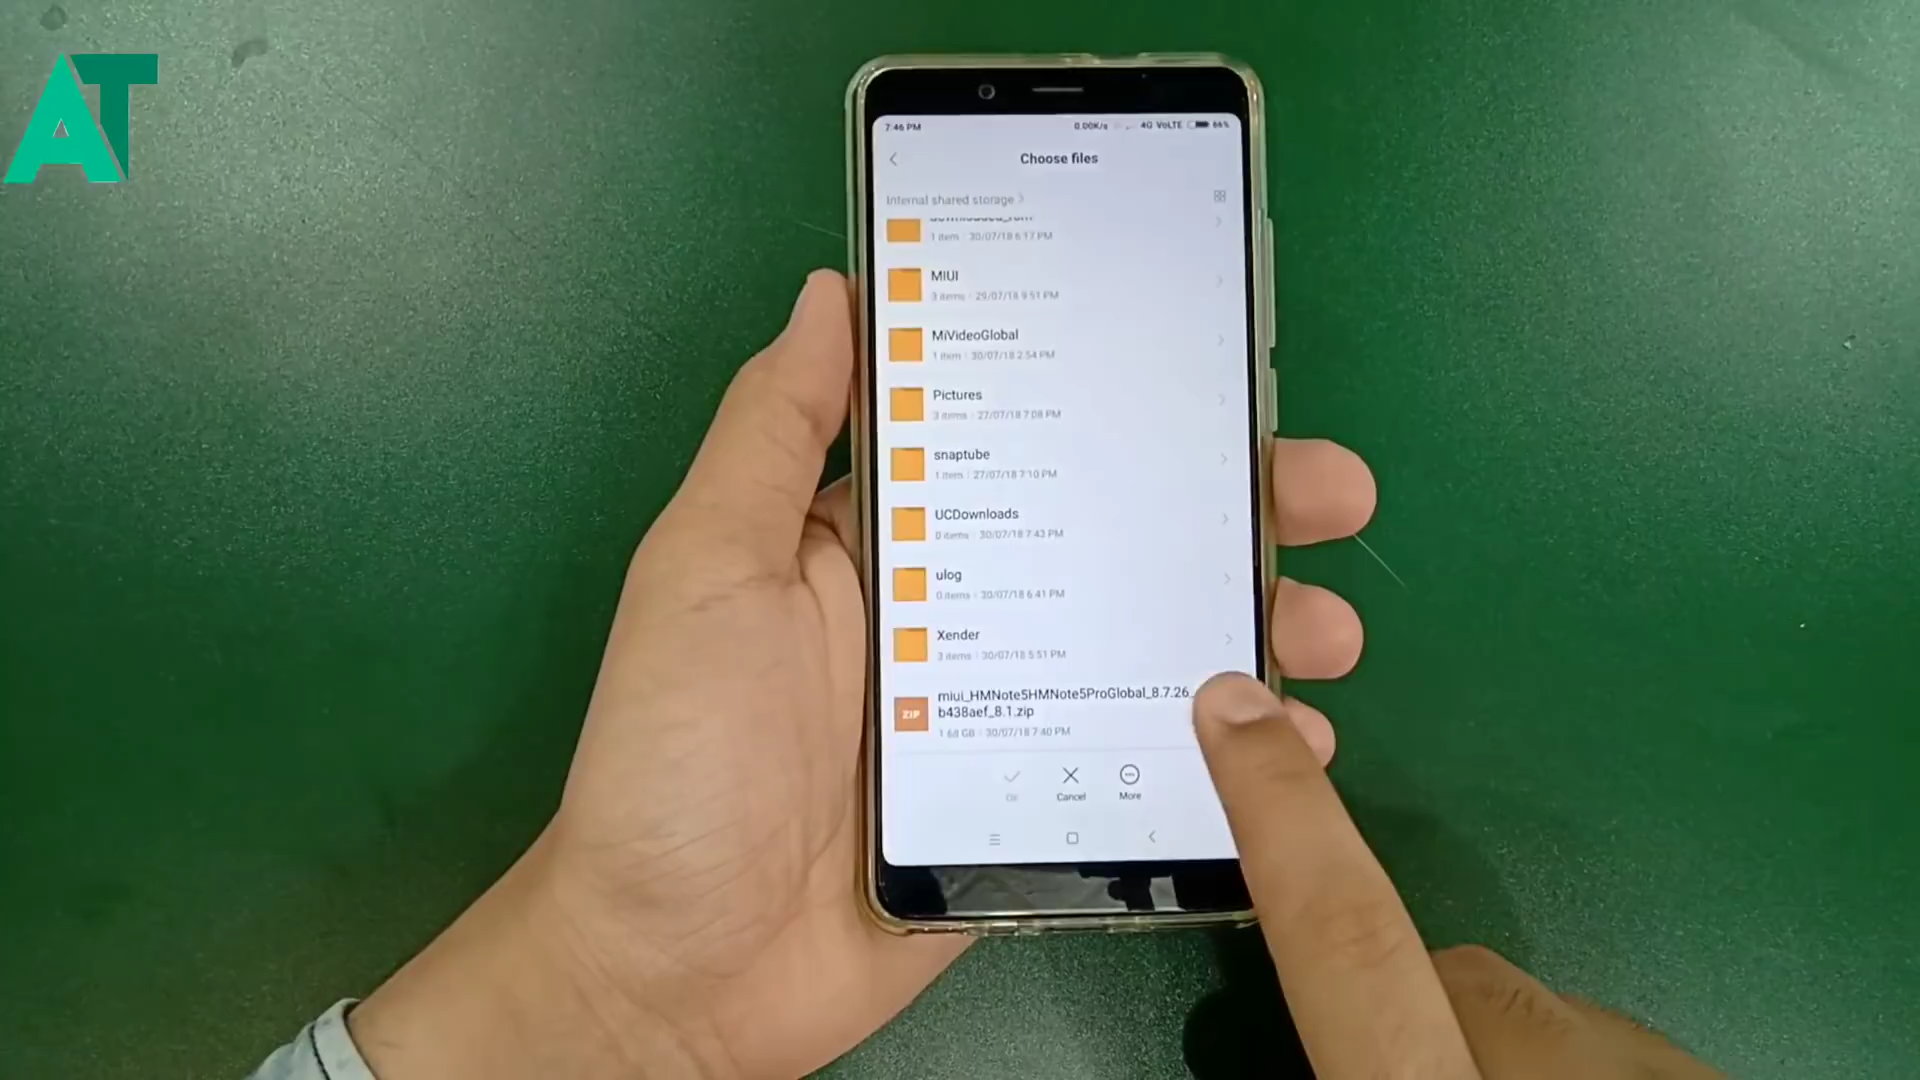 AT
7:46 PM 0.00K/s 4G VoLTE 66%
Choose files
Internal shared storage
1 item 30/07/18 6:17 PM
MIUI
3 items 29/07/18 9:51 PM
MiVideoGlobal
1 item 30/07/18 2:54 PM
Pictures
3 items 27/07/18 7:08 PM
snaptube
1 item 27/07/18 7:10 PM
UCDownloads
0 items 30/07/18 7:43 PM
ulog
0 items 30/07/18 6:41 PM
Xender
3 items 30/07/18 5:51 PM
ZIP
miui_HMNote5HMNote5ProGlobal_8.7.26_
b438aef_8.1.zip
1.68 GB 30/07/18 7:40 PM
Ok Cancel More